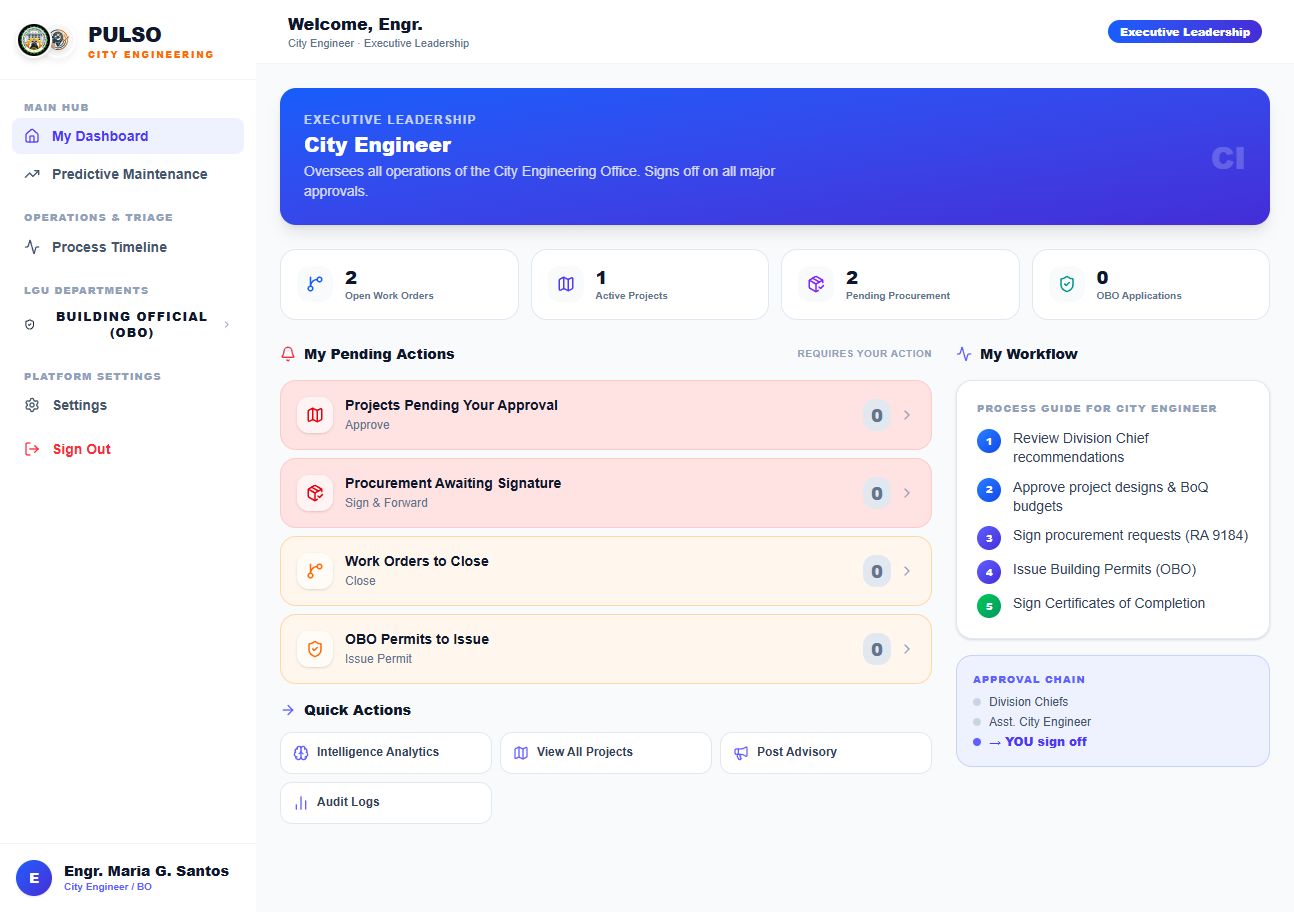 PULSO
CITY ENGINEERING
MAIN HUB
My Dashboard
Predictive Maintenance
OPERATIONS & TRIAGE
Process Timeline
LGU DEPARTMENTS
BUILDING OFFICIAL
(OBO)
PLATFORM SETTINGS
Settings
Sign Out
Engr. Maria G. Santos
City Engineer / BO
E
Welcome, Engr.
City Engineer · Executive Leadership
Executive Leadership
EXECUTIVE LEADERSHIP
City Engineer
Oversees all operations of the City Engineering Office. Signs off on all major
approvals.
CI
2
Open Work Orders
1
Active Projects
2
Pending Procurement
0
OBO Applications
My Pending Actions
REQUIRES YOUR ACTION
Projects Pending Your Approval
Approve
0
Procurement Awaiting Signature
Sign & Forward
0
Work Orders to Close
Close
0
OBO Permits to Issue
Issue Permit
0
Quick Actions
Intelligence Analytics
View All Projects
Post Advisory
Audit Logs
My Workflow
PROCESS GUIDE FOR CITY ENGINEER
1 Review Division Chief
recommendations
2 Approve project designs & BoQ
budgets
3 Sign procurement requests (RA 9184)
4 Issue Building Permits (OBO)
5 Sign Certificates of Completion
APPROVAL CHAIN
Division Chiefs
Asst. City Engineer
→ YOU sign off